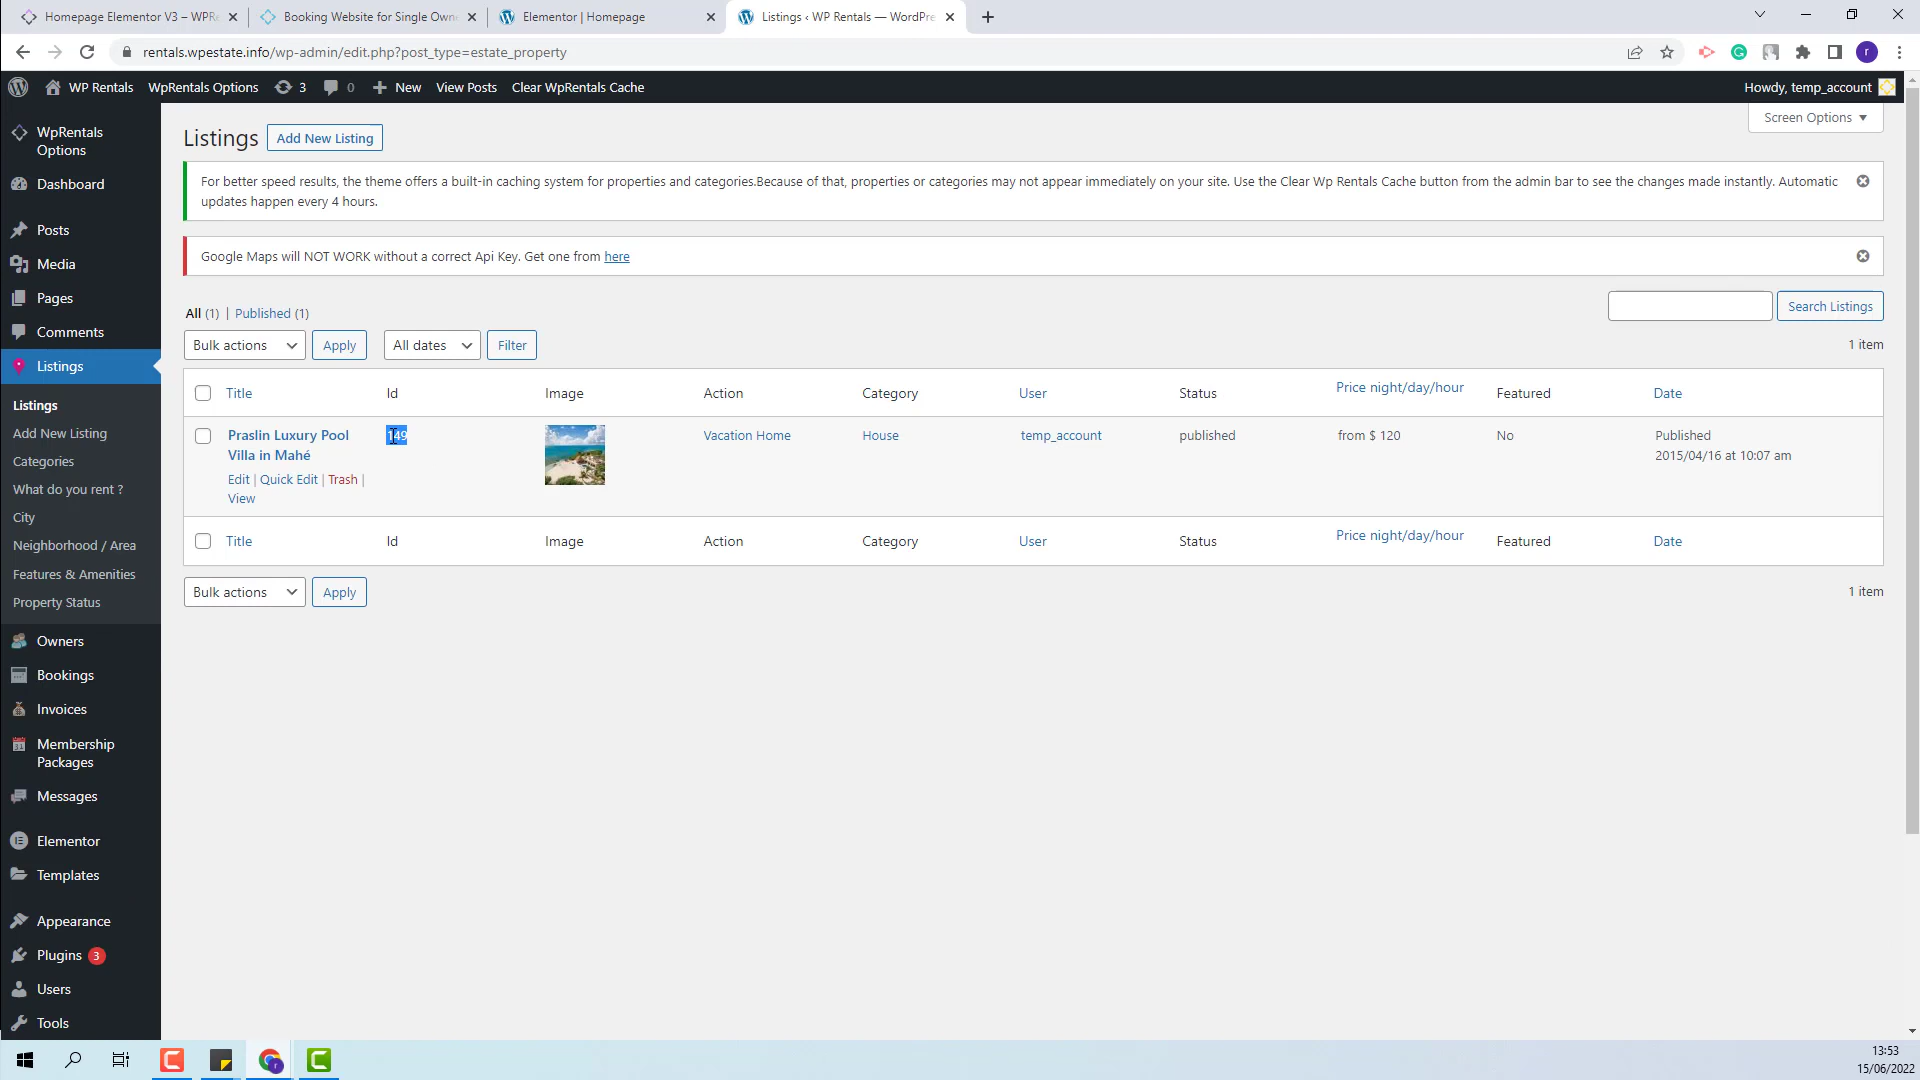 Homepage Elementor V3 – WPRe
Booking Website for Single Owne
Elementor | Homepage
Listings ‹ WP Rentals — WordPre
rentals.wpestate.info/wp-admin/edit.php?post_type=estate_property
r
WP Rentals
WpRentals Options
3
0
New
View Posts
Clear WpRentals Cache
Howdy, temp_account
WpRentals
Options
Dashboard
Posts
Media
Pages
Comments
Listings
Listings
Add New Listing
Categories
What do you rent ?
City
Neighborhood / Area
Features & Amenities
Property Status
Owners
Bookings
Invoices
Membership
Packages
Messages
Elementor
Templates
Appearance
Plugins 3
Users
Tools
Screen Options
Listings Add New Listing
For better speed results, the theme offers a built-in caching system for properties and categories.Because of that, properties or categories may not appear immediately on your site. Use the Clear Wp Rentals Cache button from the admin bar to see the changes made instantly. Automatic
updates happen every 4 hours.
Google Maps will NOT WORK without a correct Api Key. Get one from here
All (1) | Published (1)
Search Listings
Bulk actions Apply All dates Filter
1 item
Title Id Image Action Category User Status Price night/day/hour Featured Date
Praslin Luxury Pool 149 Vacation Home House temp_account published from $ 120 No Published
Villa in Mahé 2015/04/16 at 10:07 am
Edit | Quick Edit | Trash |
View
Title Id Image Action Category User Status Price night/day/hour Featured Date
Bulk actions Apply
1 item
13:53
15/06/2022